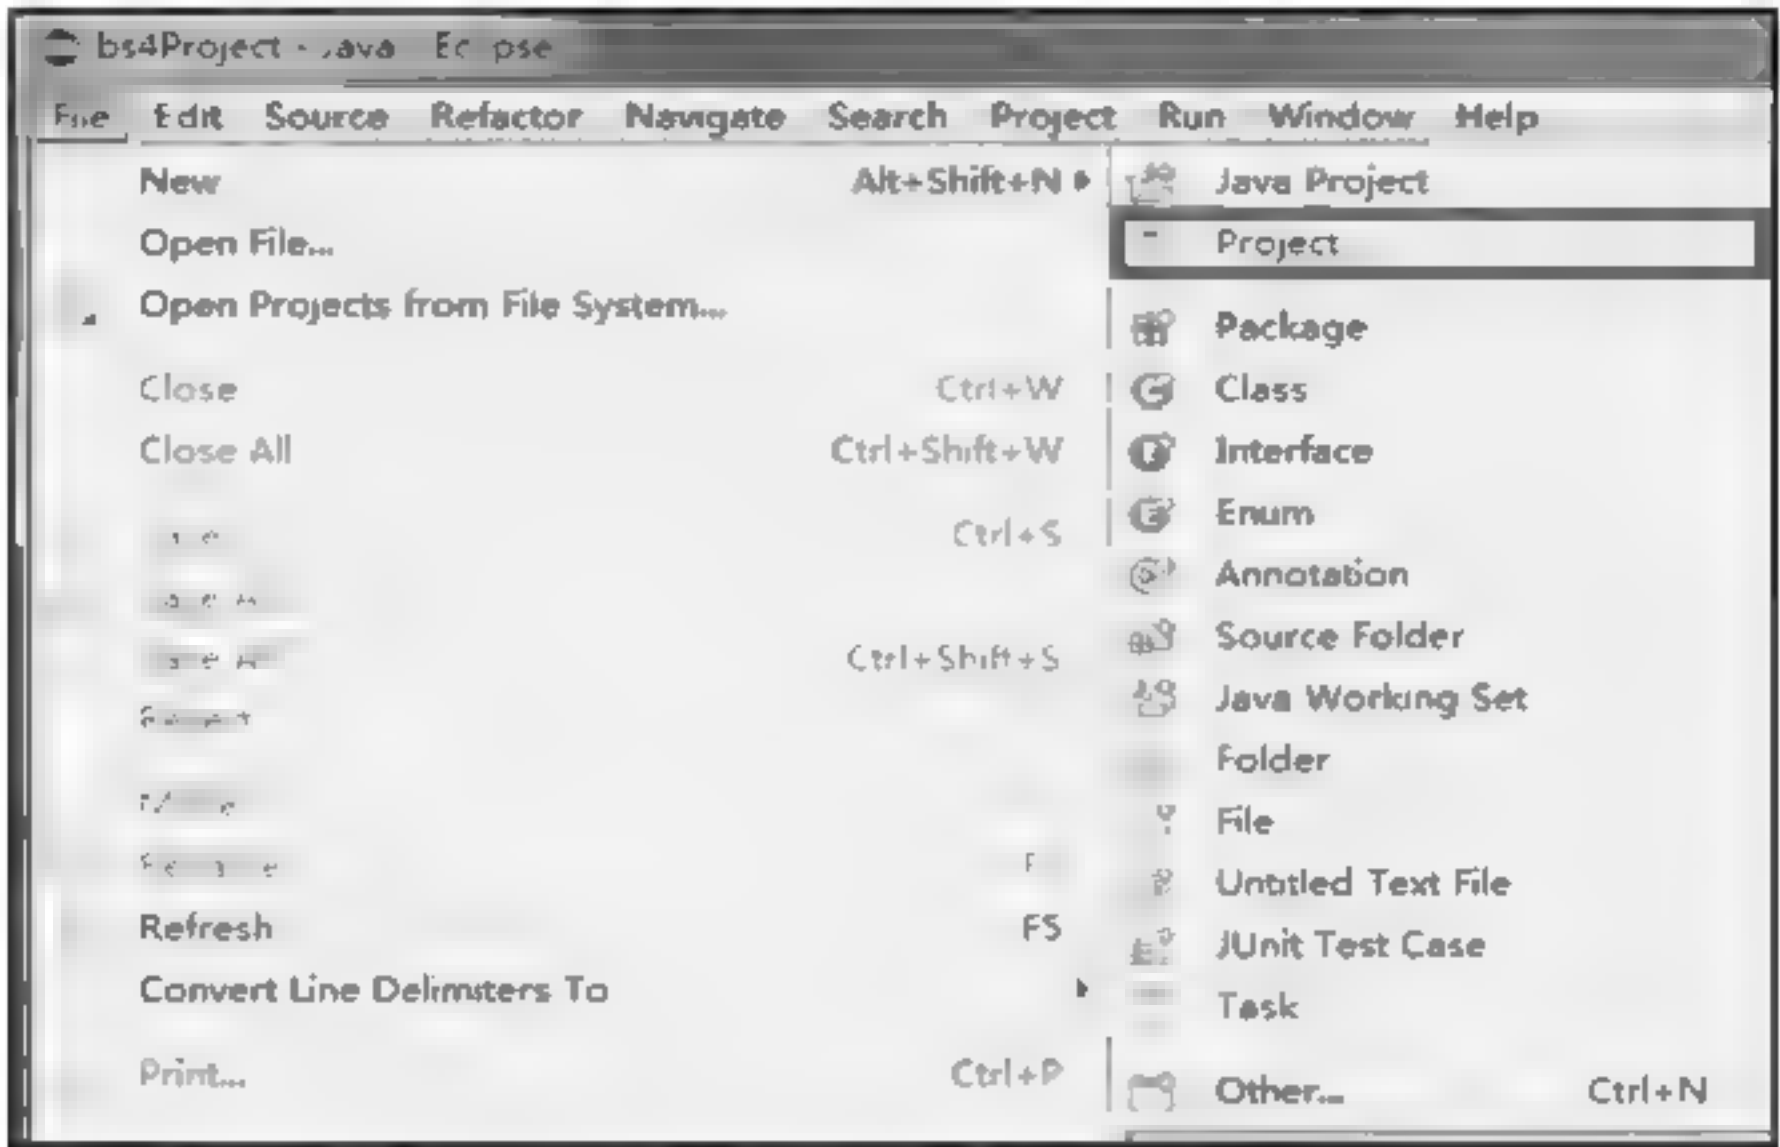 bs4Project - Java Eclipse
File Edit Source Refactor Navigate Search Project Run Window Help
New Alt+Shift+N
Open File...
Open Projects from File System...
Close Ctrl+W
Close All Ctrl+Shift+W
Ctrl+S
Ctrl+Shift+S
Refresh F5
Convert Line Delimiters To
Print... Ctrl+P
Java Project
Project
Package
Class
Interface
Enum
Annotation
Source Folder
Java Working Set
Folder
File
Untitled Text File
JUnit Test Case
Task
Other... Ctrl+N